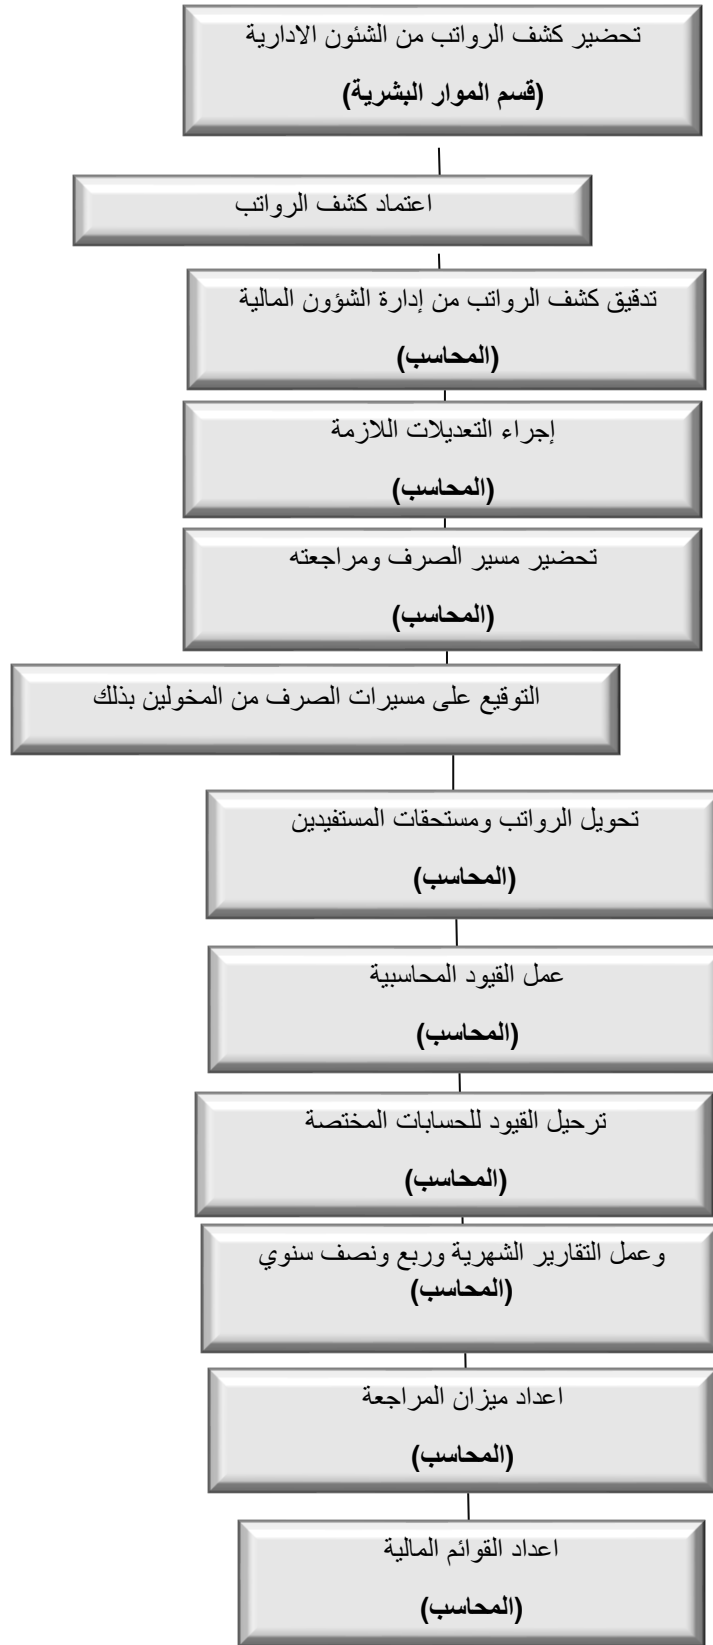 تحضير كشف الرواتب من الشئون الادارية
(قسم الموار البشرية)
اعتماد كشف الرواتب
تدقيق كشف الرواتب من إدارة الشؤون المالية
(المحاسب)
إجراء التعديلات اللازمة
(المحاسب)
تحضير مسير الصرف ومراجعته
(المحاسب)
التوقيع على مسيرات الصرف من المخولين بذلك
تحويل الرواتب ومستحقات المستفيدين
(المحاسب)
عمل القيود المحاسبية
(المحاسب)
ترحيل القيود للحسابات المختصة
(المحاسب)
وعمل التقارير الشهرية وربع ونصف سنوي
(المحاسب)
اعداد ميزان المراجعة
(المحاسب)
اعداد القوائم المالية
(المحاسب)